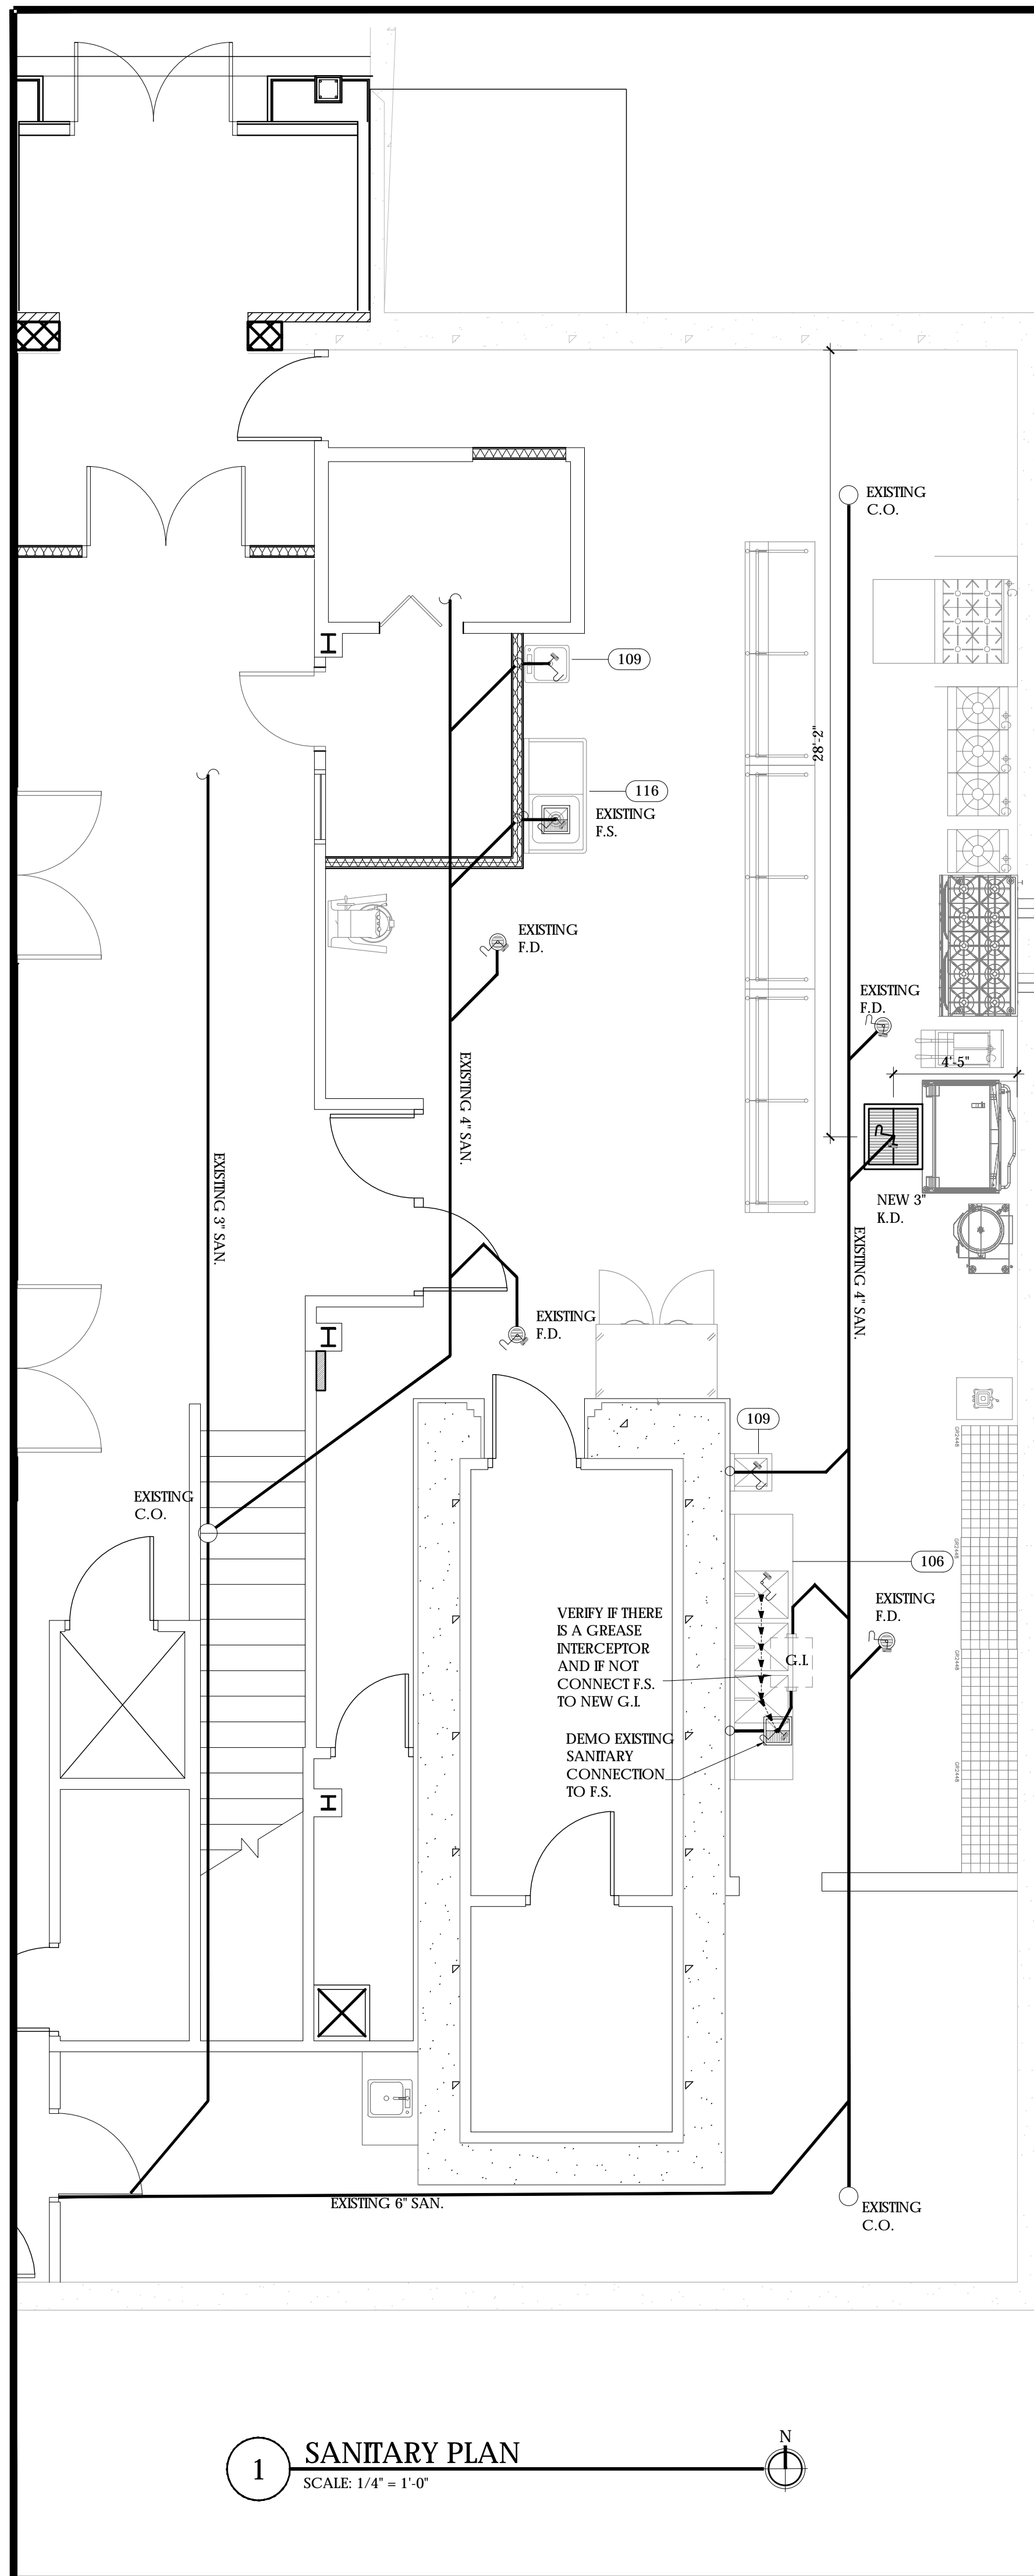 EXISTING
C.O.
109
28'-2"
116
EXISTING
F.S.
EXISTING
F.D.
EXISTING
F.D.
4'-5"
EXISTING 4" SAN.
EXISTING 3" SAN.
NEW 3"
K.D.
EXISTING 4" SAN.
EXISTING
F.D.
109
EXISTING
C.O.
106
VERIFY IF THERE
IS A GREASE
INTERCEPTOR
AND IF NOT
CONNECT F.S.
TO NEW G.I.
G.I.
EXISTING
F.D.
DEMO EXISTING
SANITARY
CONNECTION
TO F.S.
EXISTING 6" SAN.
EXISTING
C.O.
N
1
SANITARY PLAN
SCALE: 1/4" = 1'-0"